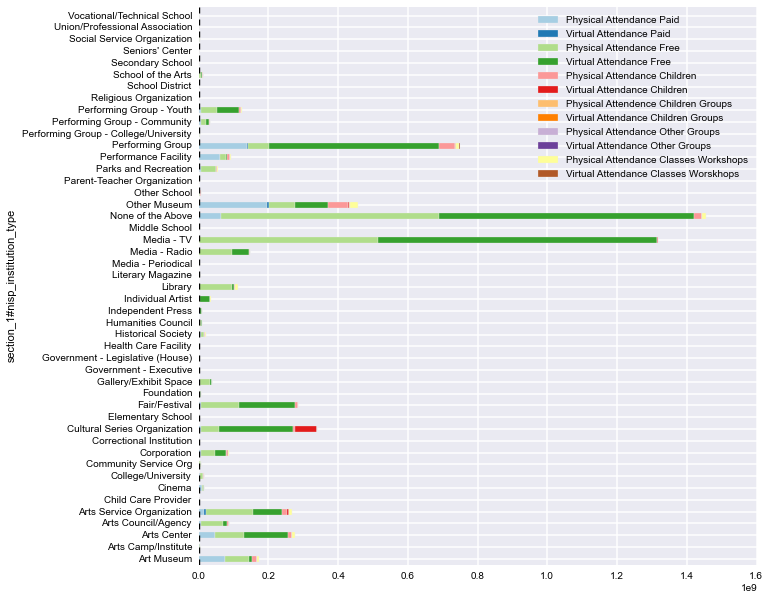 section_1#nisp_institution_type
Vocational/Technical School
Union/Professional Association
Social Service Organization
Seniors' Center
Secondary School
School of the Arts
School District
Religious Organization
Performing Group - Youth
Performing Group - Community
Performing Group - College/University
Performing Group
Performance Facility
Parks and Recreation
Parent-Teacher Organization
Other School
Other Museum
None of the Above
Middle School
Media - TV
Media - Radio
Media - Periodical
Literary Magazine
Library
Individual Artist
Independent Press
Humanities Council
Historical Society
Health Care Facility
Government - Legislative (House)
Government - Executive
Gallery/Exhibit Space
Foundation
Fair/Festival
Elementary School
Cultural Series Organization
Correctional Institution
Corporation
Community Service Org
College/University
Cinema
Child Care Provider
Arts Service Organization
Arts Council/Agency
Arts Center
Arts Camp/Institute
Art Museum
Physical Attendance Paid
Virtual Attendance Paid
Physical Attendance Free
Virtual Attendance Free
Physical Attendance Children
Virtual Attendance Children
Physical Attendence Children Groups
Virtual Attendance Children Groups
Physical Attendance Other Groups
Virtual Attendance Other Groups
Physical Attendance Classes Workshops
Virtual Attendance Classes Worskhops
0.0 0.2 0.4 0.6 0.8 1.0 1.2 1.4 1.6
1e9